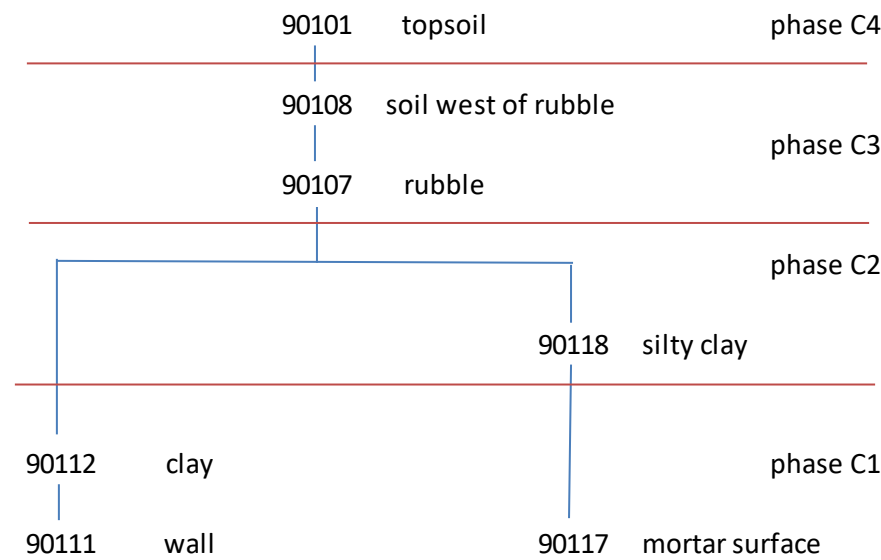 90101 topsoil phase C4
90108 soil west of rubble
phase C3
90107 rubble
phase C2
90118 silty clay
90112 clay phase C1
90111 wall 90117 mortar surface